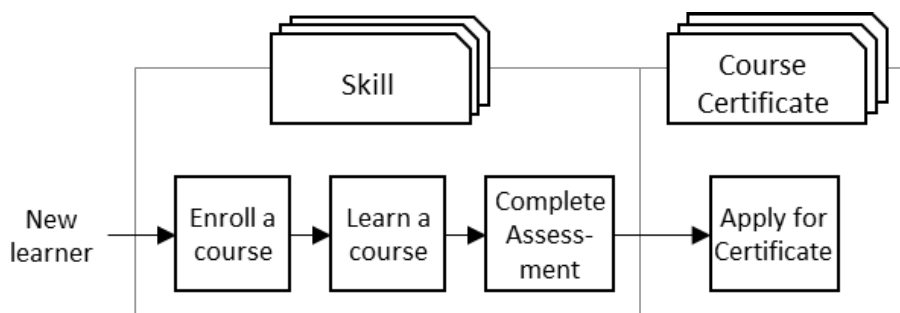 Skill
Course
Certificate
New
learner
Enroll a
course
Learn a
course
Complete
Assess-
ment
Apply for
Certificate